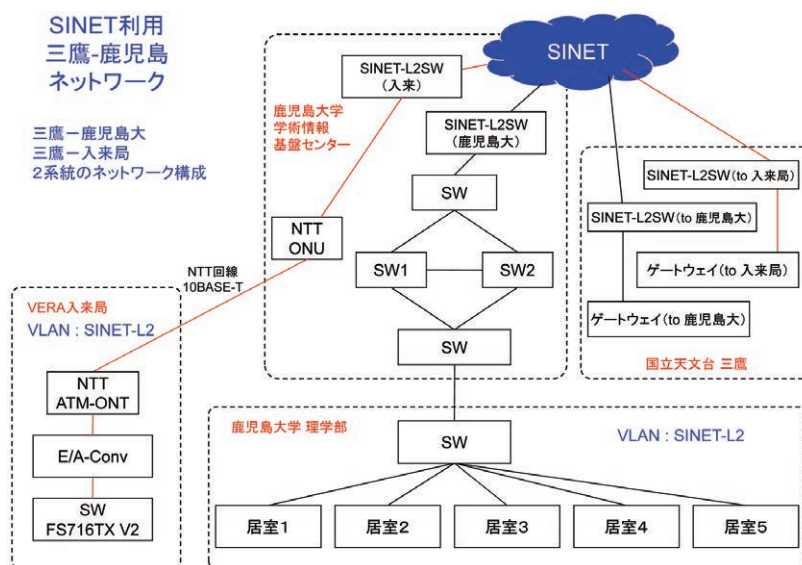 SINET利用
三鷹-鹿児島
ネットワーク
三鷹－鹿児島大
三鷹－入来局
2系統のネットワーク構成
SINET
SINET-L2SW
（入来）
鹿児島大学
学術情報
基盤センター
SINET-L2SW
（鹿児島大）
SW
NTT
ONU
SW1
SW2
SW
NTT回線
10BASE-T
SINET-L2SW（to 入来局）
SINET-L2SW（to 鹿児島大）
ゲートウェイ（to 入来局）
ゲートウェイ（to 鹿児島大）
国立天文台 三鷹
VERA入来局
VLAN : SINET-L2
NTT
ATM-ONT
E/A-Conv
SW
FS716TX V2
鹿児島大学 理学部
SW
VLAN : SINET-L2
居室1
居室2
居室3
居室4
居室5